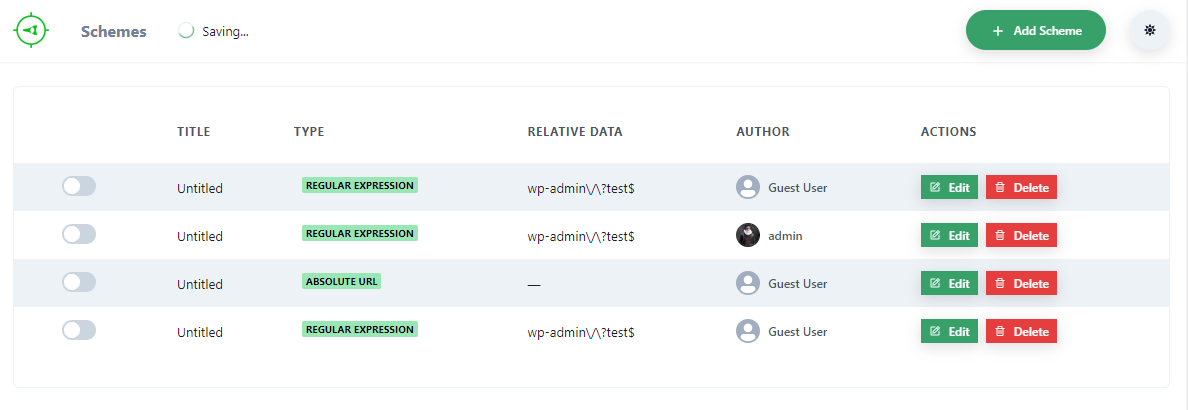 Schemes Saving... + Add Scheme
TITLE TYPE RELATIVE DATA AUTHOR ACTIONS
Untitled REGULAR EXPRESSION wp-admin\/\?test$ Guest User Edit Delete
Untitled REGULAR EXPRESSION wp-admin\/\?test$ admin Edit Delete
Untitled ABSOLUTE URL — Guest User Edit Delete
Untitled REGULAR EXPRESSION wp-admin\/\?test$ Guest User Edit Delete